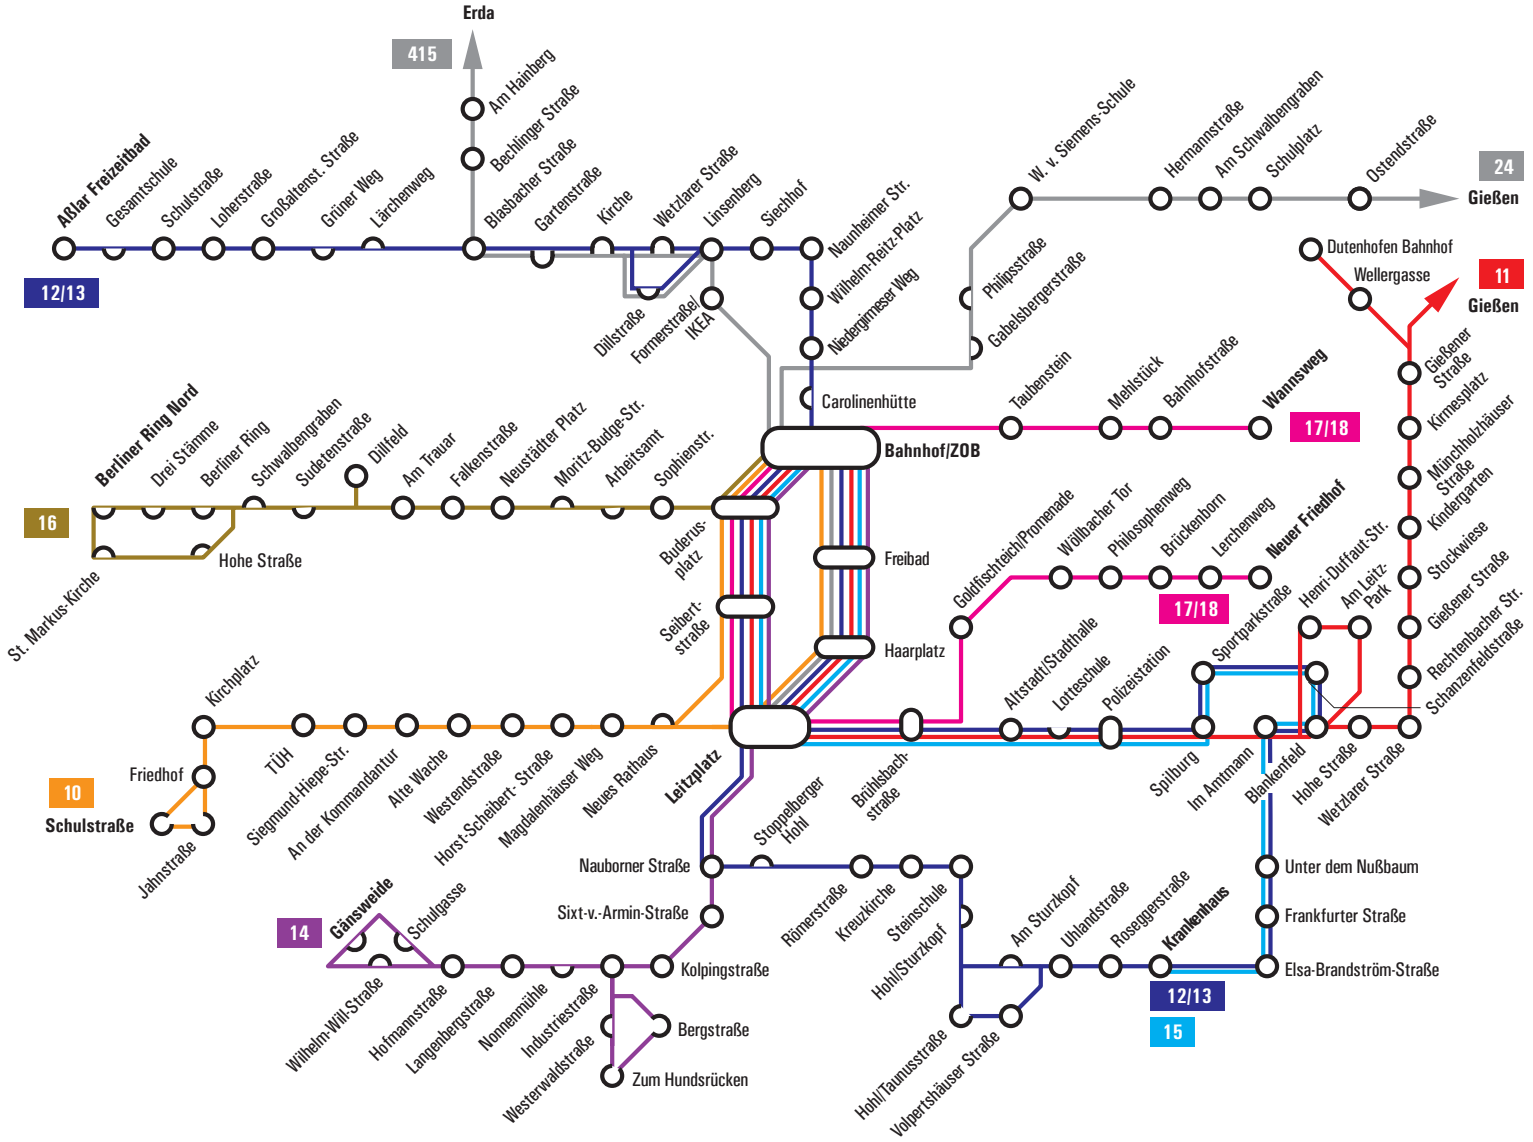 Erda
415
Am Hainberg
Bechlinger Straße
Aßlar Freizeitbad
Gesamtschule
Schulstraße
Loherstraße
Großaltenst. Straße
Grüner Weg
Lärchenweg
Blasbacher Straße
Gartenstraße
Kirche
Wetzlarer Straße
Linsenberg
Siechhof
Naunheimer Str.
Wilhelm-Reitz-Platz
Niedergirmeser Weg
Carolinenhütte
12/13
Dillstraße
Formerstraße/
IKEA
W. v. Siemens-Schule
Hermannstraße
Am Schwalbengraben
Schulplatz
Ostendstraße
24
Gießen
Philipsstraße
Gabelsbergerstraße
Dutenhofen Bahnhof
Wellergasse
11
Gießen
Gießener
Straße
Kirmesplatz
Münchholzhäuser
Straße
Kindergarten
Stockwiese
Gießener Straße
Rechtenbacher Str.
Schanzenfeldstraße
Taubenstein
Mehlstück
Bahnhofstraße
Wannsweg
17/18
Bahnhof/ZOB
Berliner Ring Nord
Drei Stämme
Berliner Ring
Schwalbengraben
Sudetenstraße
Dillfeld
Am Trauar
Falkenstraße
Neustädter Platz
Moritz-Budge-Str.
Arbeitsamt
Sophienstr.
16
Hohe Straße
St. Markus-Kirche
Buderus-
platz
Freibad
Seibert-
straße
Haarplatz
Goldfischteich/Promenade
Wöllbacher Tor
Philosophenweg
Brückenborn
Lerchenweg
Neuer Friedhof
17/18
Altstadt/Stadthalle
Lotteschule
Polizeistation
Sportparkstraße
Henri-Duffaut-Str.
Am Leitz-
Park
Kirchplatz
Friedhof
10
Schulstraße
Jahnstraße
TÜH
Siegmund-Hiepe-Str.
An der Kommandantur
Alte Wache
Westendstraße
Horst-Scheibert- Straße
Magdalenhäuser Weg
Neues Rathaus
Leitzplatz
Stoppelberger
Hohl
Brühlsbach-
straße
Spilburg
Im Amtmann
Blankenfeld
Hohe Straße
Wetzlarer Straße
Nauborner Straße
Sixt-v.-Armin-Straße
Kolpingstraße
Römerstraße
Kreuzkirche
Steinschule
Hohl/Sturzkopf
Am Sturzkopf
Uhlandstraße
Roseggerstraße
Krankenhaus
Unter dem Nußbaum
Frankfurter Straße
Elsa-Brandström-Straße
12/13
15
14
Gänsweide
Schulgasse
Wilhelm-Will-Straße
Hofmannstraße
Langenbergstraße
Nonnenmühle
Industriestraße
Westerwaldstraße
Bergstraße
Zum Hundsrücken
Hohl/Taunusstraße
Volpertshäuser Straße